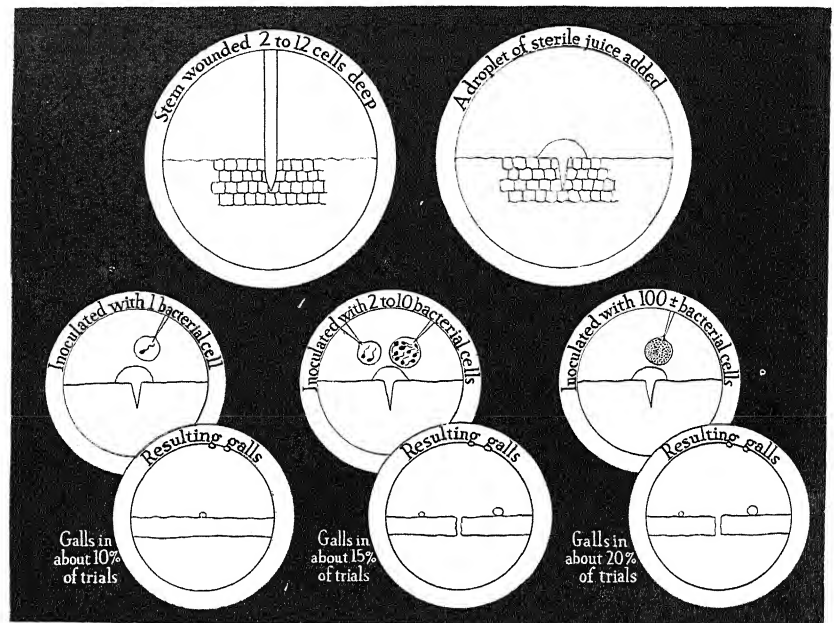 Stem wounded 2 to 12 cells deep
A droplet of sterile juice added
Inoculated with 1 bacterial cell
Inoculated with 2 to 10 bacterial cells
Inoculated with 100 ± bacterial cells
Resulting galls
Resulting galls
Resulting galls
Galls in
about 10%
of trials
Galls in
about 15%
of trials
Galls in
about 20%
of trials